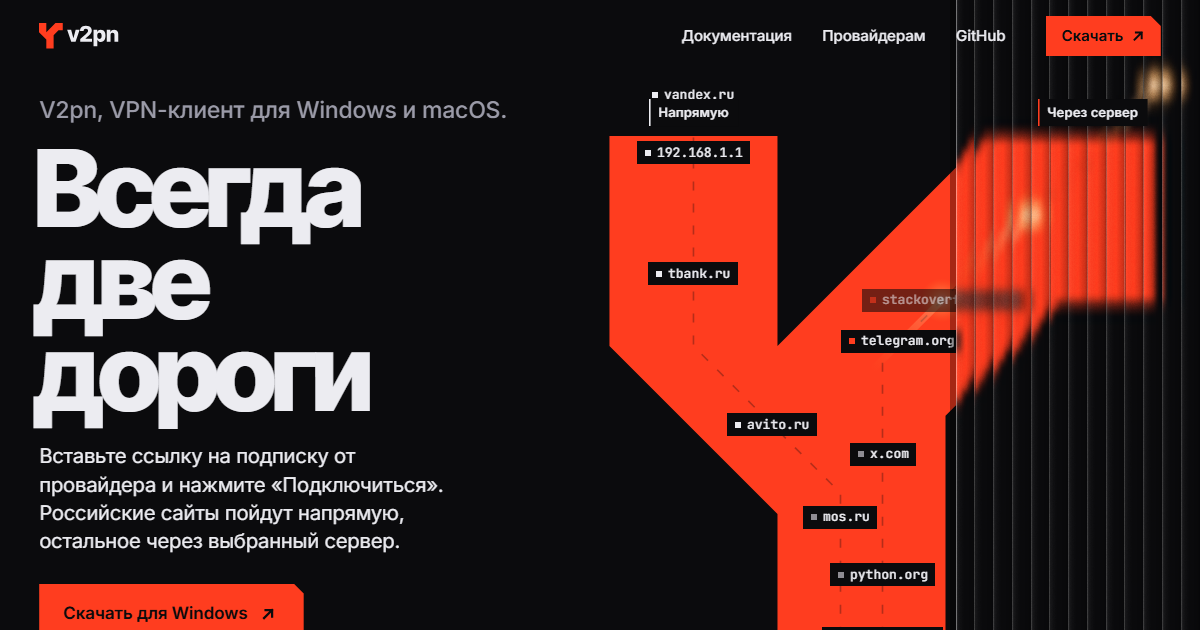 v2pn
Документация
Провайдерам
GitHub
Скачать
V2pn, VPN-клиент для Windows и macOS.
Всегда
две
дороги
Вставьте ссылку на подписку от
провайдера и нажмите «Подключиться».
Российские сайты пойдут напрямую,
остальное через выбранный сервер.
Скачать для Windows
yandex.ru
Напрямую
Через сервер
192.168.1.1
tbank.ru
stackoverf
telegram.org
avito.ru
x.com
mos.ru
python.org